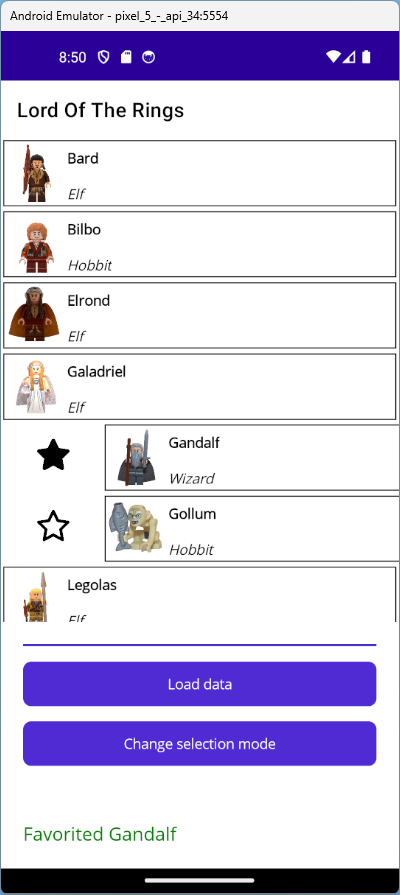 Android Emulator - pixel_5_-_api_34:5554
8:50
Lord Of The Rings
Bard
Elf
Bilbo
Hobbit
Elrond
Elf
Galadriel
Elf
Gandalf
Wizard
Gollum
Hobbit
Legolas
Elf
Load data
Change selection mode
Favorited Gandalf